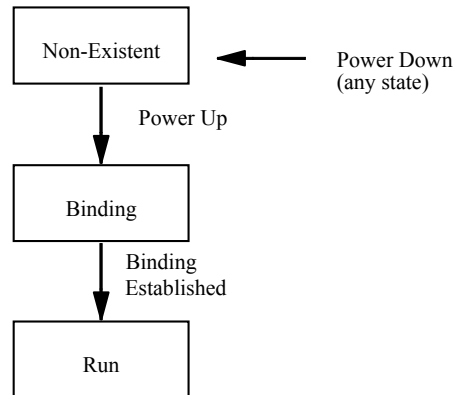 Non-Existent
Power Down
(any state)
Power Up
Binding
Binding
Established
Run